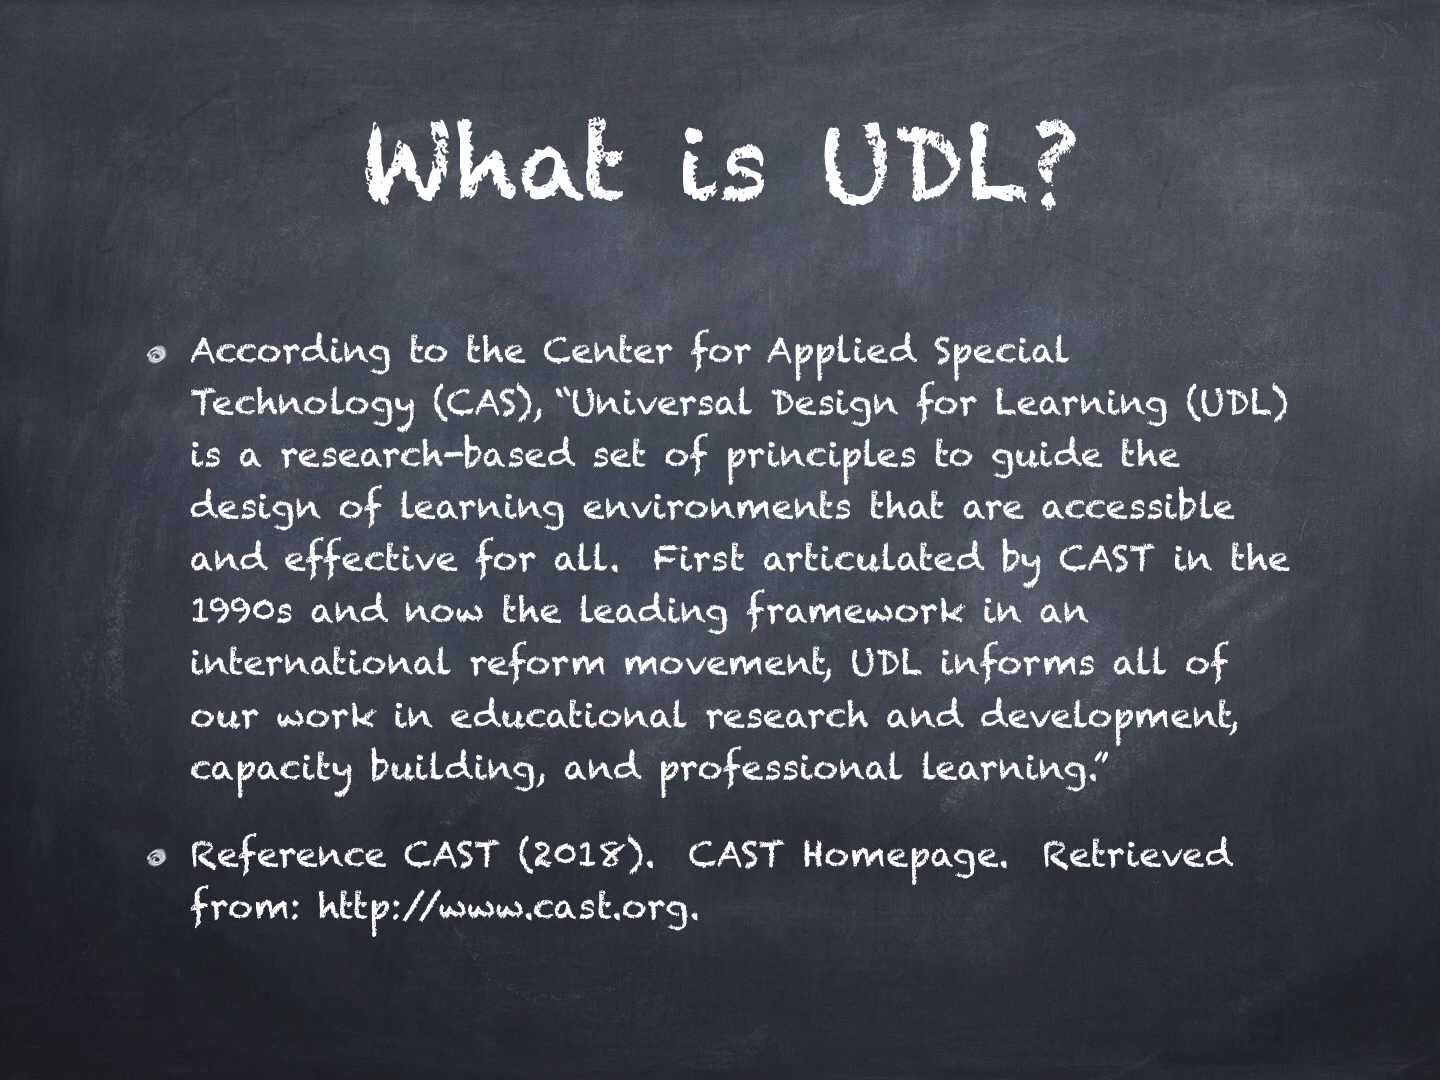 What is UDL?
According to the Center for Applied Special
Technology (CAS), “Universal Design for Learning (UDL)
is a research-based set of principles to guide the
design of learning environments that are accessible
and effective for all.  First articulated by CAST in the
1990s and now the leading framework in an
international reform movement, UDL informs all of
our work in educational research and development,
capacity building, and professional learning.”
Reference CAST (2018).  CAST Homepage.  Retrieved
from: http://www.cast.org.